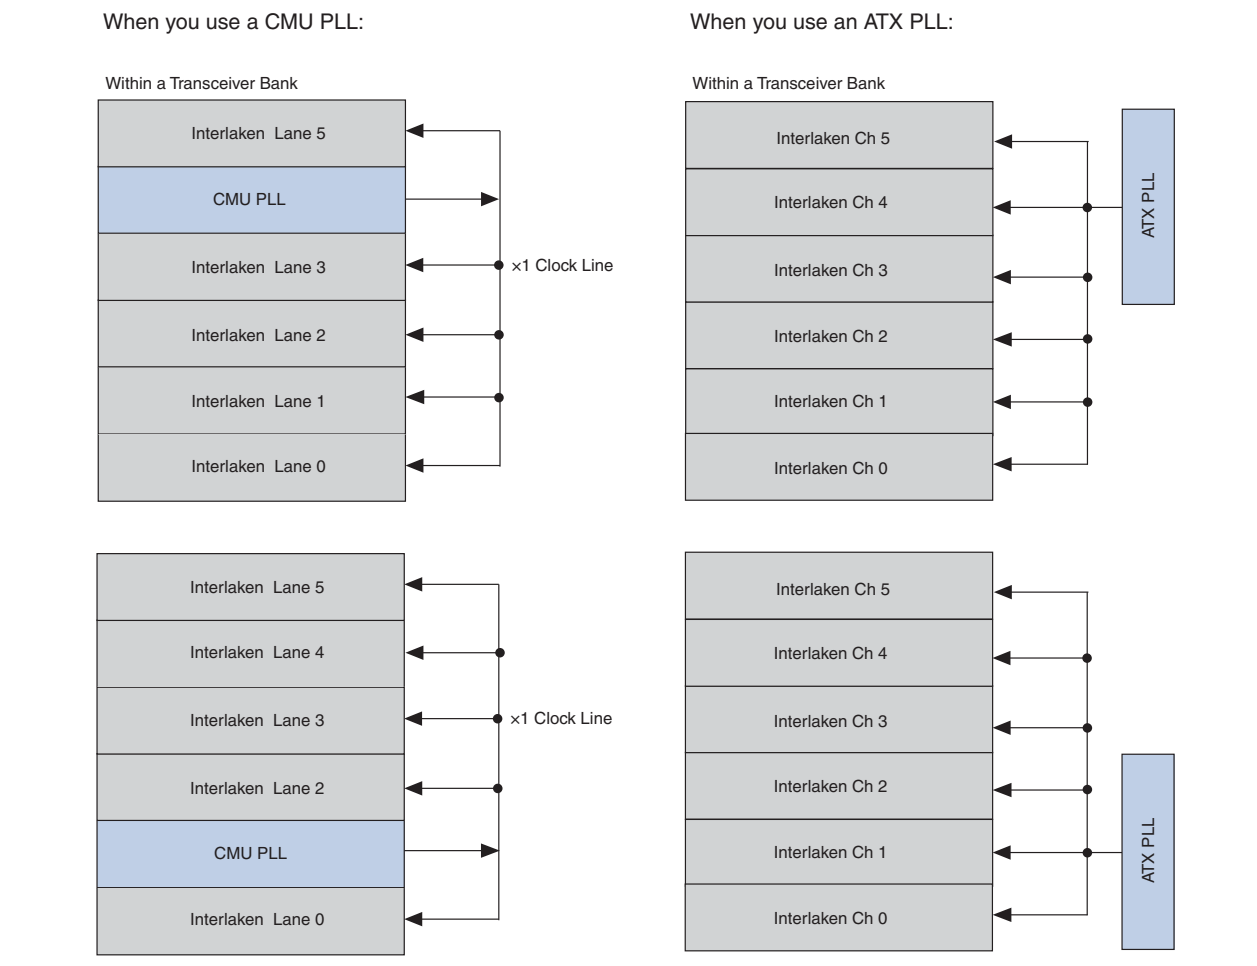 When you use a CMU PLL:
Within a Transceiver Bank
Interlaken Lane 5
CMU PLL
Interlaken Lane 3
×1 Clock Line
Interlaken Lane 2
Interlaken Lane 1
Interlaken Lane 0
Interlaken Lane 5
Interlaken Lane 4
Interlaken Lane 3
×1 Clock Line
Interlaken Lane 2
CMU PLL
Interlaken Lane 0
When you use an ATX PLL:
Within a Transceiver Bank
Interlaken Ch 5
Interlaken Ch 4
ATX PLL
Interlaken Ch 3
Interlaken Ch 2
Interlaken Ch 1
Interlaken Ch 0
Interlaken Ch 5
Interlaken Ch 4
Interlaken Ch 3
Interlaken Ch 2
Interlaken Ch 1
ATX PLL
Interlaken Ch 0